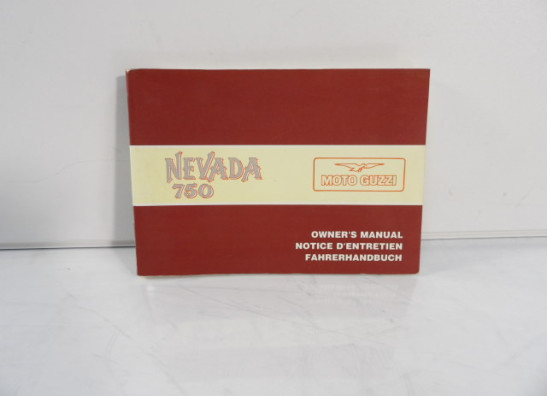 NEVADA
750
MOTO GUZZI
OWNER'S MANUAL
NOTICE D'ENTRETIEN
FAHRERHANDBUCH